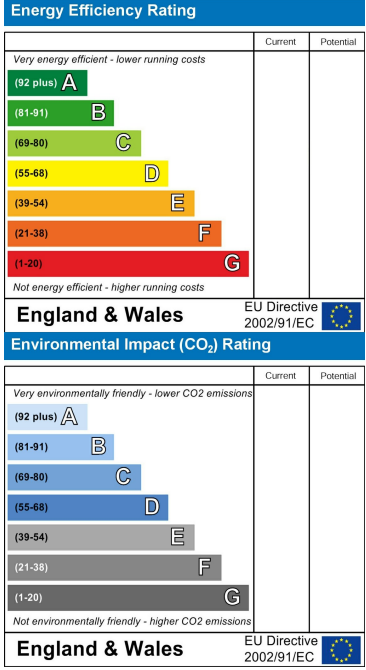 Energy Efficiency Rating
Current Potential
Very energy efficient - lower running costs
(92 plus) A
(81-91) B
(69-80) C
(55-68) D
(39-54) E
(21-38) F
(1-20) G
Not energy efficient - higher running costs
England & Wales EU Directive
2002/91/EC
Environmental Impact (CO₂) Rating
Current Potential
Very environmentally friendly - lower CO2 emissions
(92 plus) A
(81-91) B
(69-80) C
(55-68) D
(39-54) E
(21-38) F
(1-20) G
Not environmentally friendly - higher CO2 emissions
England & Wales EU Directive
2002/91/EC